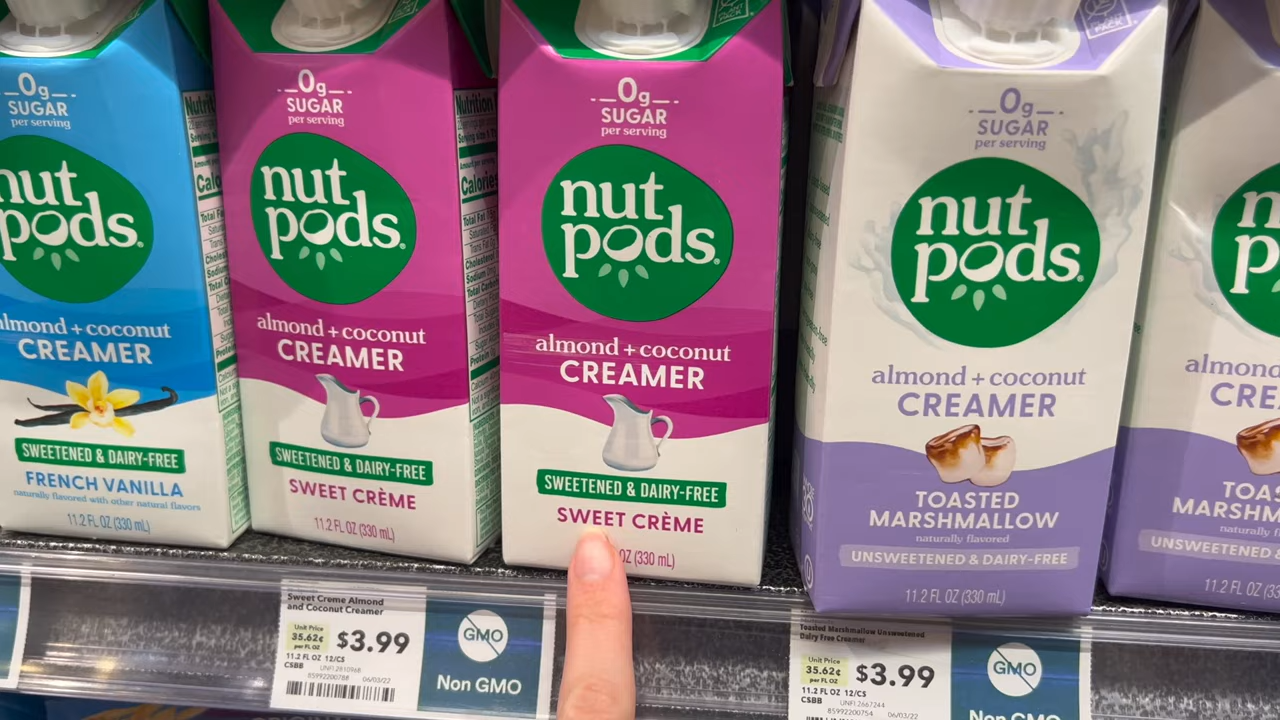 0g
SUGAR
per serving
nut
pods
almond + coconut
CREAMER
SWEETENED & DAIRY-FREE
FRENCH VANILLA
naturally flavored with other natural flavors
11.2 FL OZ (330 mL)
0g
SUGAR
per serving
nut
pods
almond + coconut
CREAMER
SWEETENED & DAIRY-FREE
SWEET CRÈME
11.2 FL OZ (330 mL)
0g
SUGAR
per serving
nut
pods
almond + coconut
CREAMER
SWEETENED & DAIRY-FREE
SWEET CRÈME
OZ (330 mL)
0g
SUGAR
per serving
nut
pods
almond + coconut
CREAMER
TOASTED
MARSHMALLOW
naturally flavored
UNSWEETENED & DAIRY-FREE
11.2 FL OZ (330 mL)
n
p
almond
CRE
TOAS
MARSHM
naturally fl
UNSWEETENED &
11.2 FL OZ (33
Sweet Creme Almond
and Coconut Creamer
Unit Price
35.62¢
per FL OZ
$3.99
11.2 FL OZ 12/CS
CSBB
UNFI 2810968
85992200788 06/03/22
GMO
Non GMO
Toasted Marshmallow Unsweetened
Dairy Free Creamer
Unit Price
35.62¢
per FL OZ
$3.99
11.2 FL OZ 12/CS
CSBB
UNFI 2667244
85992200754 06/03/22
GMO
Non GMO